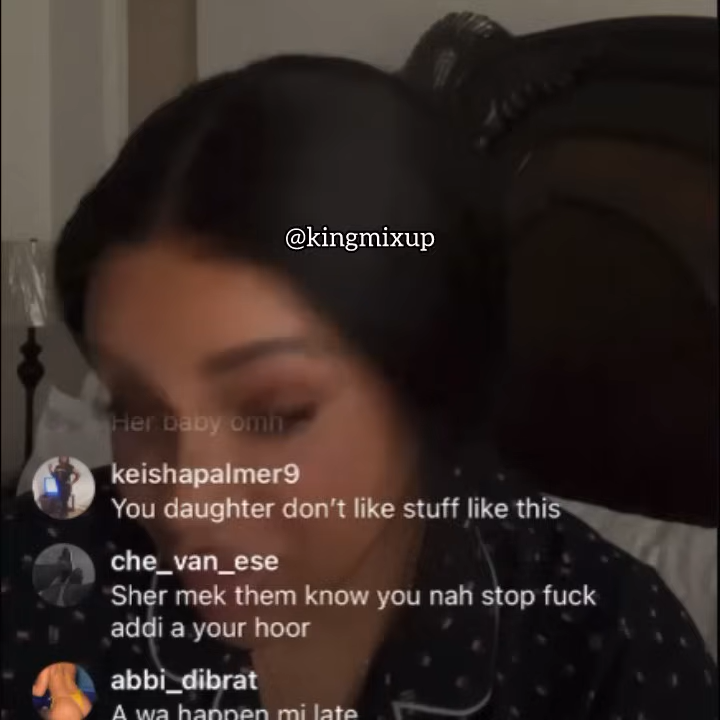 @kingmixup
Her baby omh
keishapalmer9
You daughter don't like stuff like this
che_van_ese
Sher mek them know you nah stop fuck
addi a your hoor
abbi_dibrat
A wa happen mi late